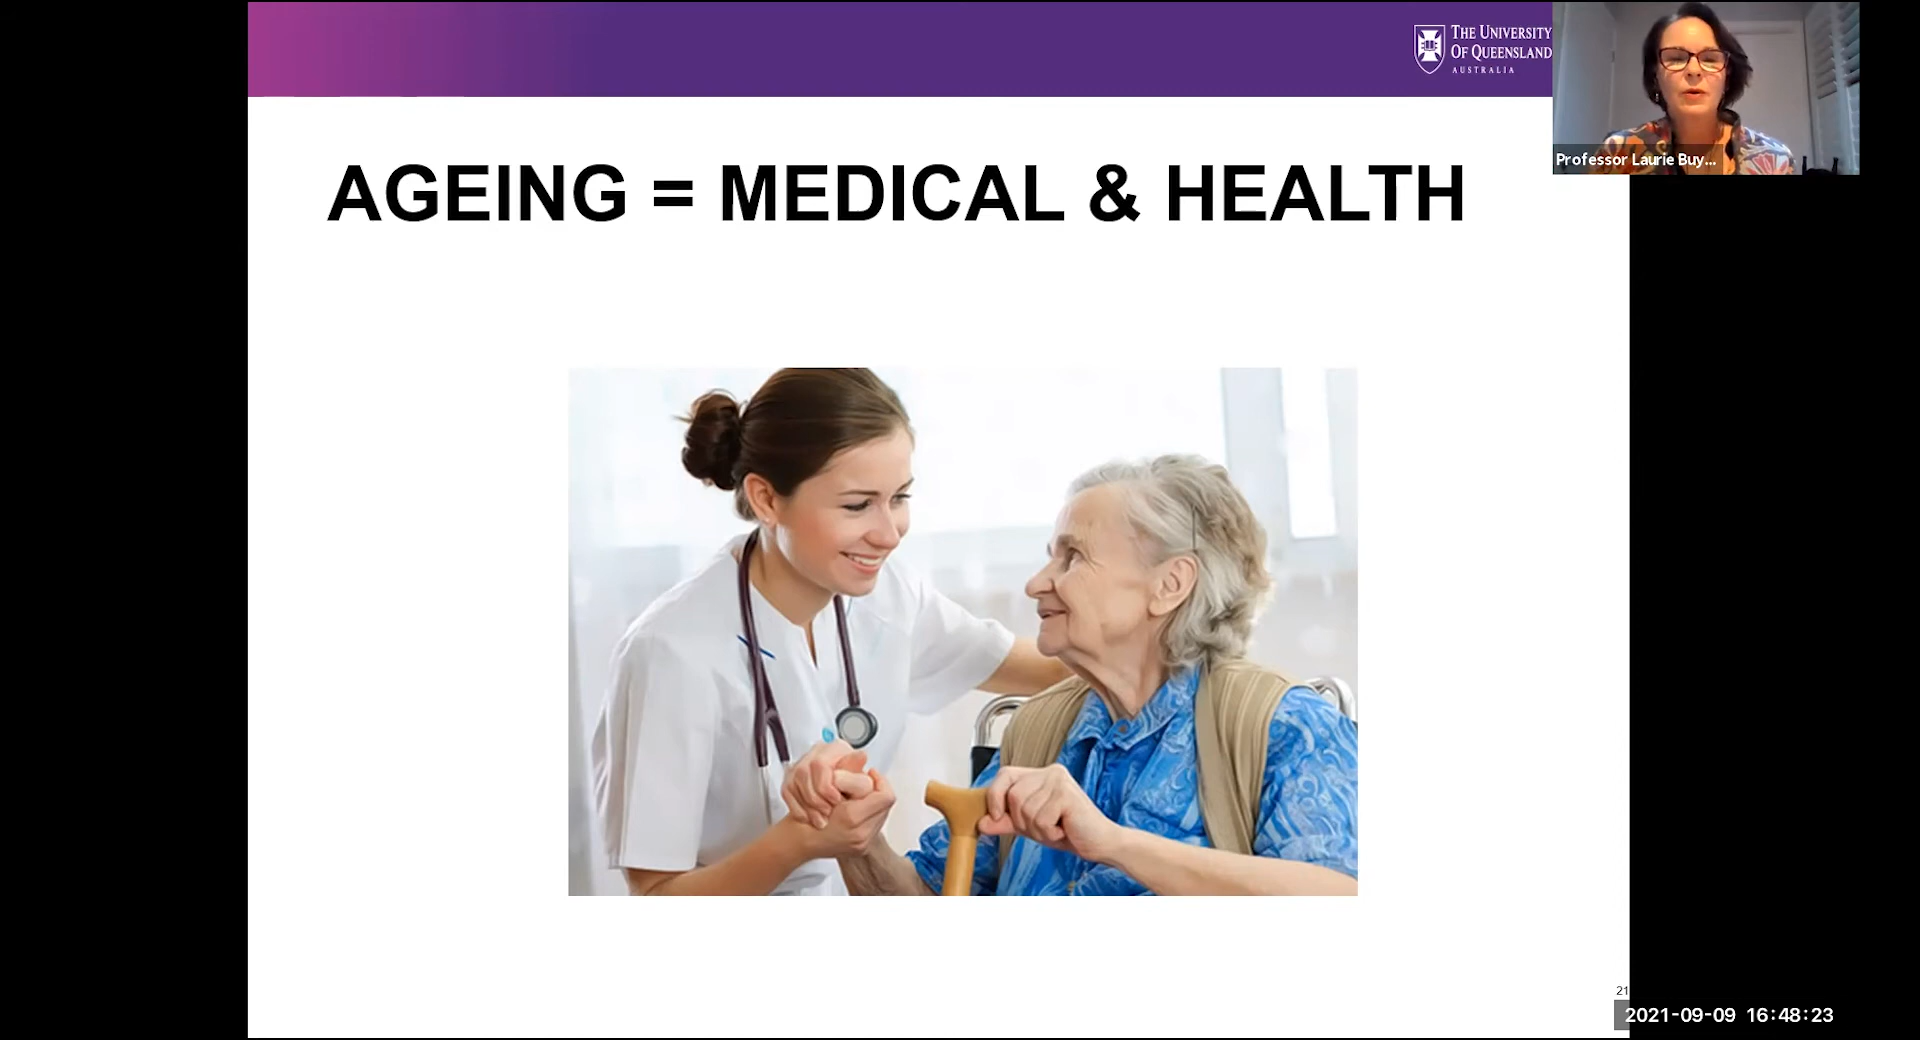 THE UNIVERSITY
OF QUEENSLAND
AUSTRALIA
Professor Laurie Buy...
AGEING = MEDICAL & HEALTH
21
2021-09-09 16:48:23